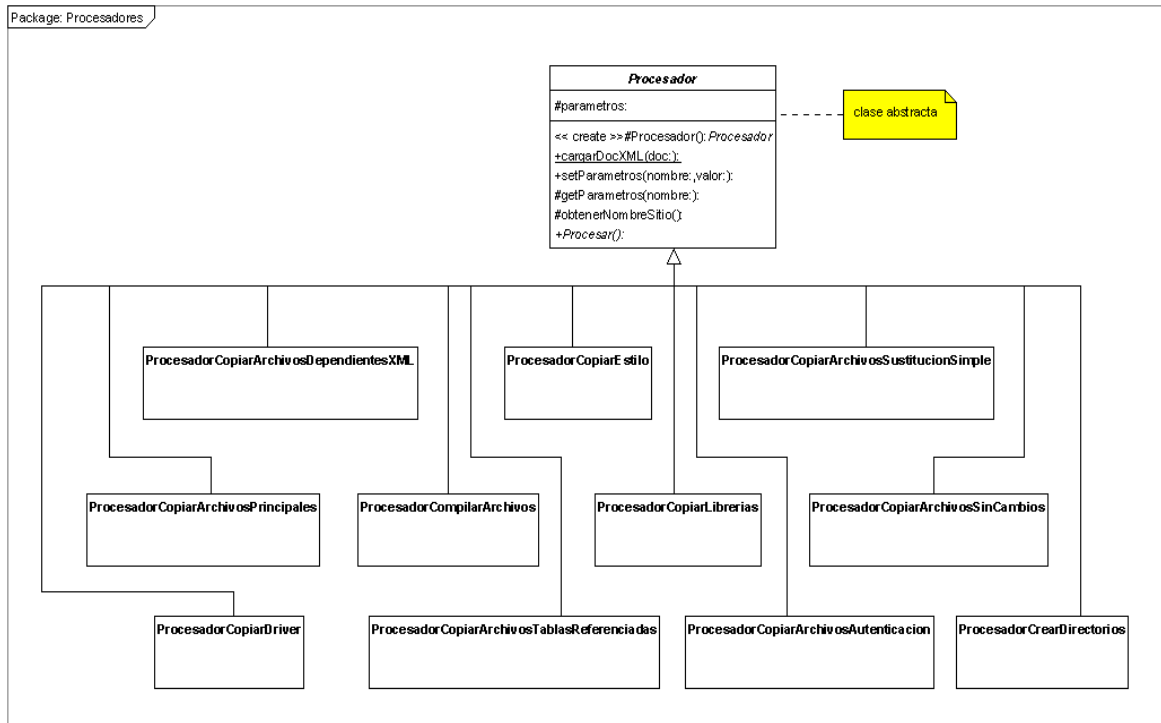 Package: Procesadores
Procesador
#parametros:
clase abstracta
<< create >>#Procesador():Procesador
+cargarDocXML(doc:):
+setParametros(nombre:,valor:):
#getParametros(nombre:):
#obtenerNombreSitio():
+Procesar():
ProcesadorCopiarArchivosDependientesXML
ProcesadorCopiarEstilo
ProcesadorCopiarArchivosSustitucionSimple
ProcesadorCopiarArchivosPrincipales
ProcesadorCompilarArchivos
ProcesadorCopiarLibrerias
ProcesadorCopiarArchivosSinCambios
ProcesadorCopiarDriver
ProcesadorCopiarArchivosTablasReferenciadas
ProcesadorCopiarArchivosAutenticacion
ProcesadorCrearDirectorios